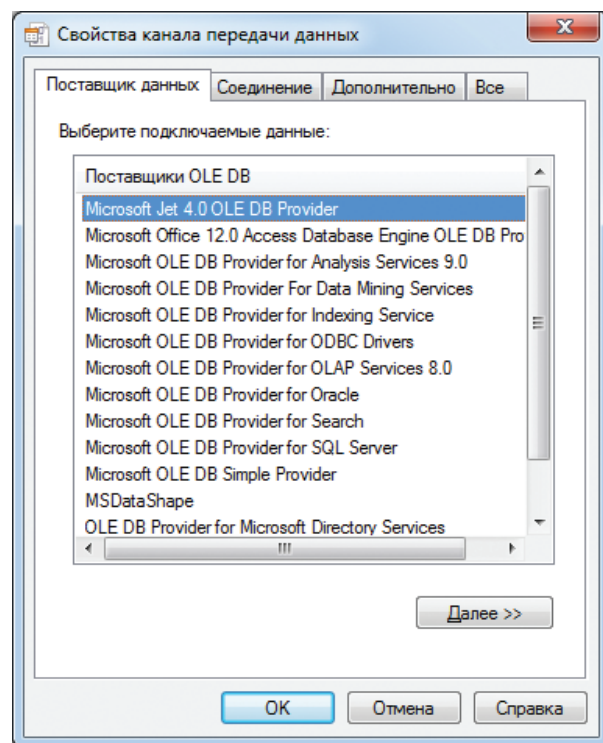 Свойства канала передачи данных
Поставщик данных Соединение Дополнительно Все
Выберите подключаемые данные:
Поставщики OLE DB
Microsoft Jet 4.0 OLE DB Provider
Microsoft Office 12.0 Access Database Engine OLE DB Pro
Microsoft OLE DB Provider for Analysis Services 9.0
Microsoft OLE DB Provider For Data Mining Services
Microsoft OLE DB Provider for Indexing Service
Microsoft OLE DB Provider for ODBC Drivers
Microsoft OLE DB Provider for OLAP Services 8.0
Microsoft OLE DB Provider for Oracle
Microsoft OLE DB Provider for Search
Microsoft OLE DB Provider for SQL Server
Microsoft OLE DB Simple Provider
MSDataShape
OLE DB Provider for Microsoft Directory Services
Далее >>
OK Отмена Справка